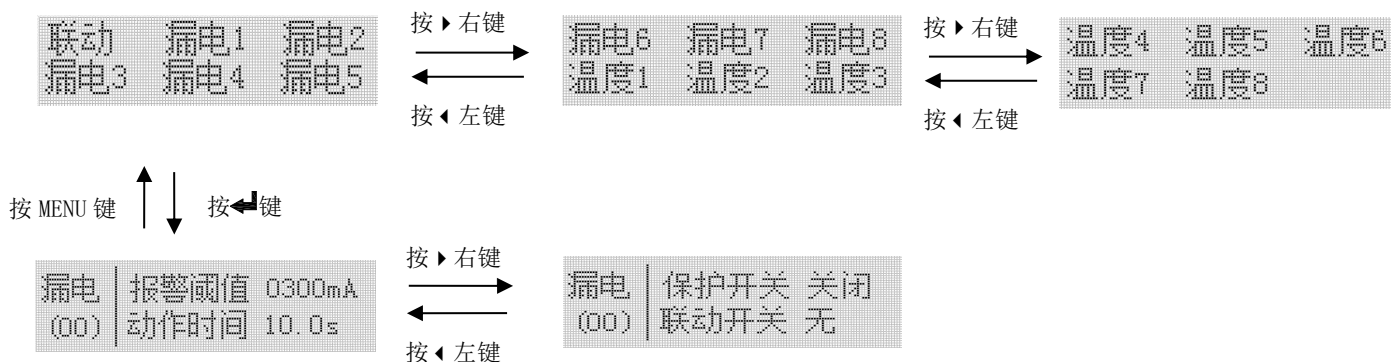 联动 漏电1 漏电2
漏电3 漏电4 漏电5
按 右键
按 左键
漏电6 漏电7 漏电8
温度1 温度2 温度3
按 右键
按 左键
温度4 温度5 温度6
温度7 温度8
按 MENU 键
按 键
漏电 报警阈值 0300mA
(00) 动作时间 10.0s
按 右键
按 左键
漏电 保护开关 关闭
(00) 联动开关 无